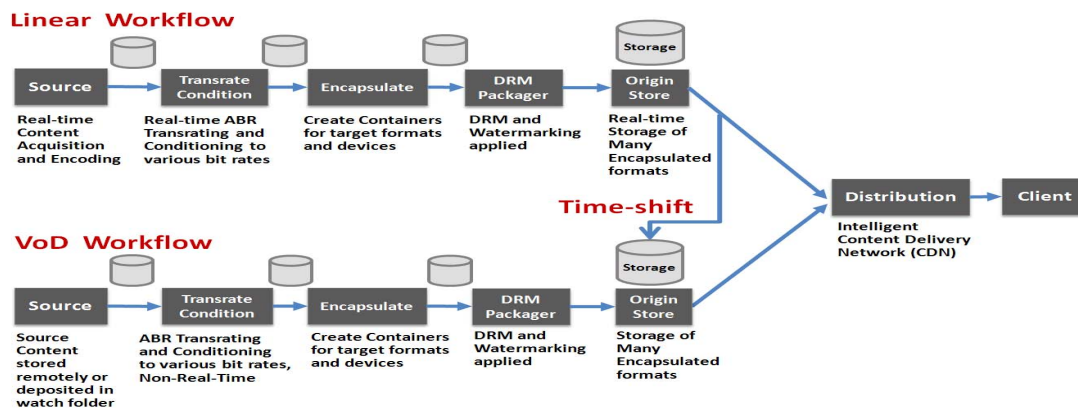 Linear Workflow
Storage
Source
Transrate
Condition
Encapsulate
DRM
Packager
Origin
Store
Real-time
Content
Acquisition
and Encoding
Real-time ABR
Transrating and
Conditioning to
various bit rates
Create Containers
for target formats
and devices
DRM and
Watermarking
applied
Real-time
Storage of
Many
Encapsulated
formats
Time-shift
Distribution
Client
Intelligent
Content Delivery
Network (CDN)
VoD Workflow
Storage
Source
Transrate
Condition
Encapsulate
DRM
Packager
Origin
Store
Source
Content
stored
remotely or
deposited in
watch folder
ABR Transrating
and Conditioning
to various bit rates,
Non-Real-Time
Create Containers
for target formats
and devices
DRM and
Watermarking
applied
Storage of
Many
Encapsulated
formats